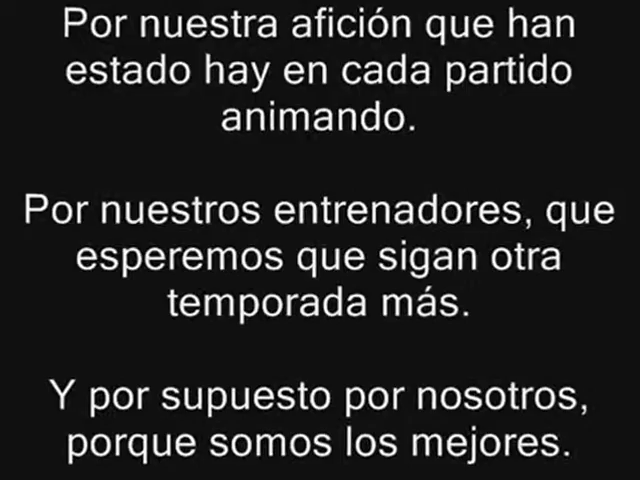 Por nuestra afición que han
estado hay en cada partido
animando.
Por nuestros entrenadores, que
esperemos que sigan otra
temporada más.
Y por supuesto por nosotros,
porque somos los mejores.